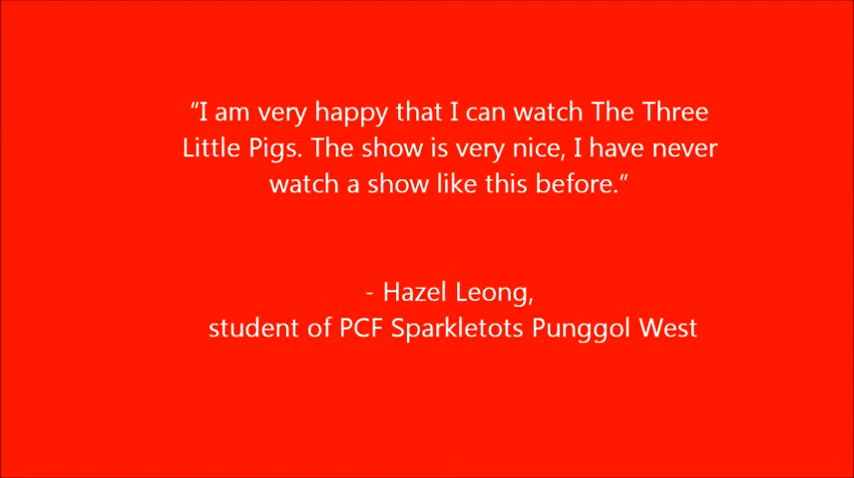 “I am very happy that I can watch The Three
Little Pigs. The show is very nice, I have never
watch a show like this before.”
- Hazel Leong,
student of PCF Sparkletots Punggol West